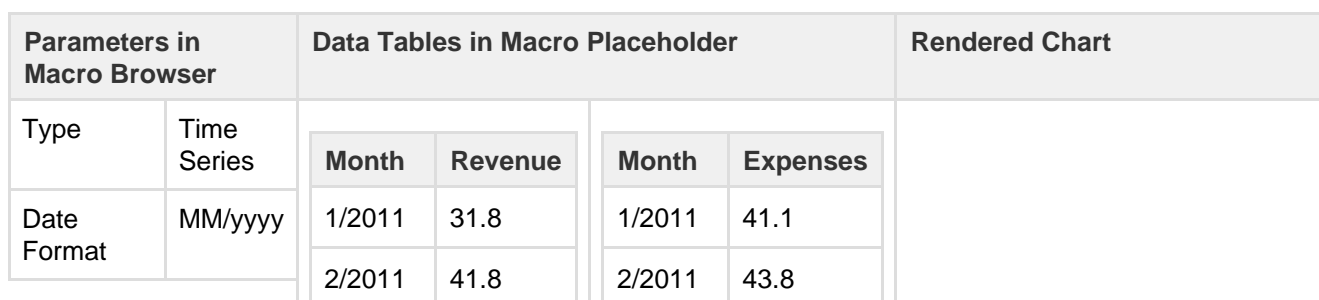 Parameters in Macro Browser
Data Tables in Macro Placeholder
Rendered Chart
Type
Time Series
Date Format
MM/yyyy
Month Revenue
1/2011 31.8
2/2011 41.8
Month Expenses
1/2011 41.1
2/2011 43.8